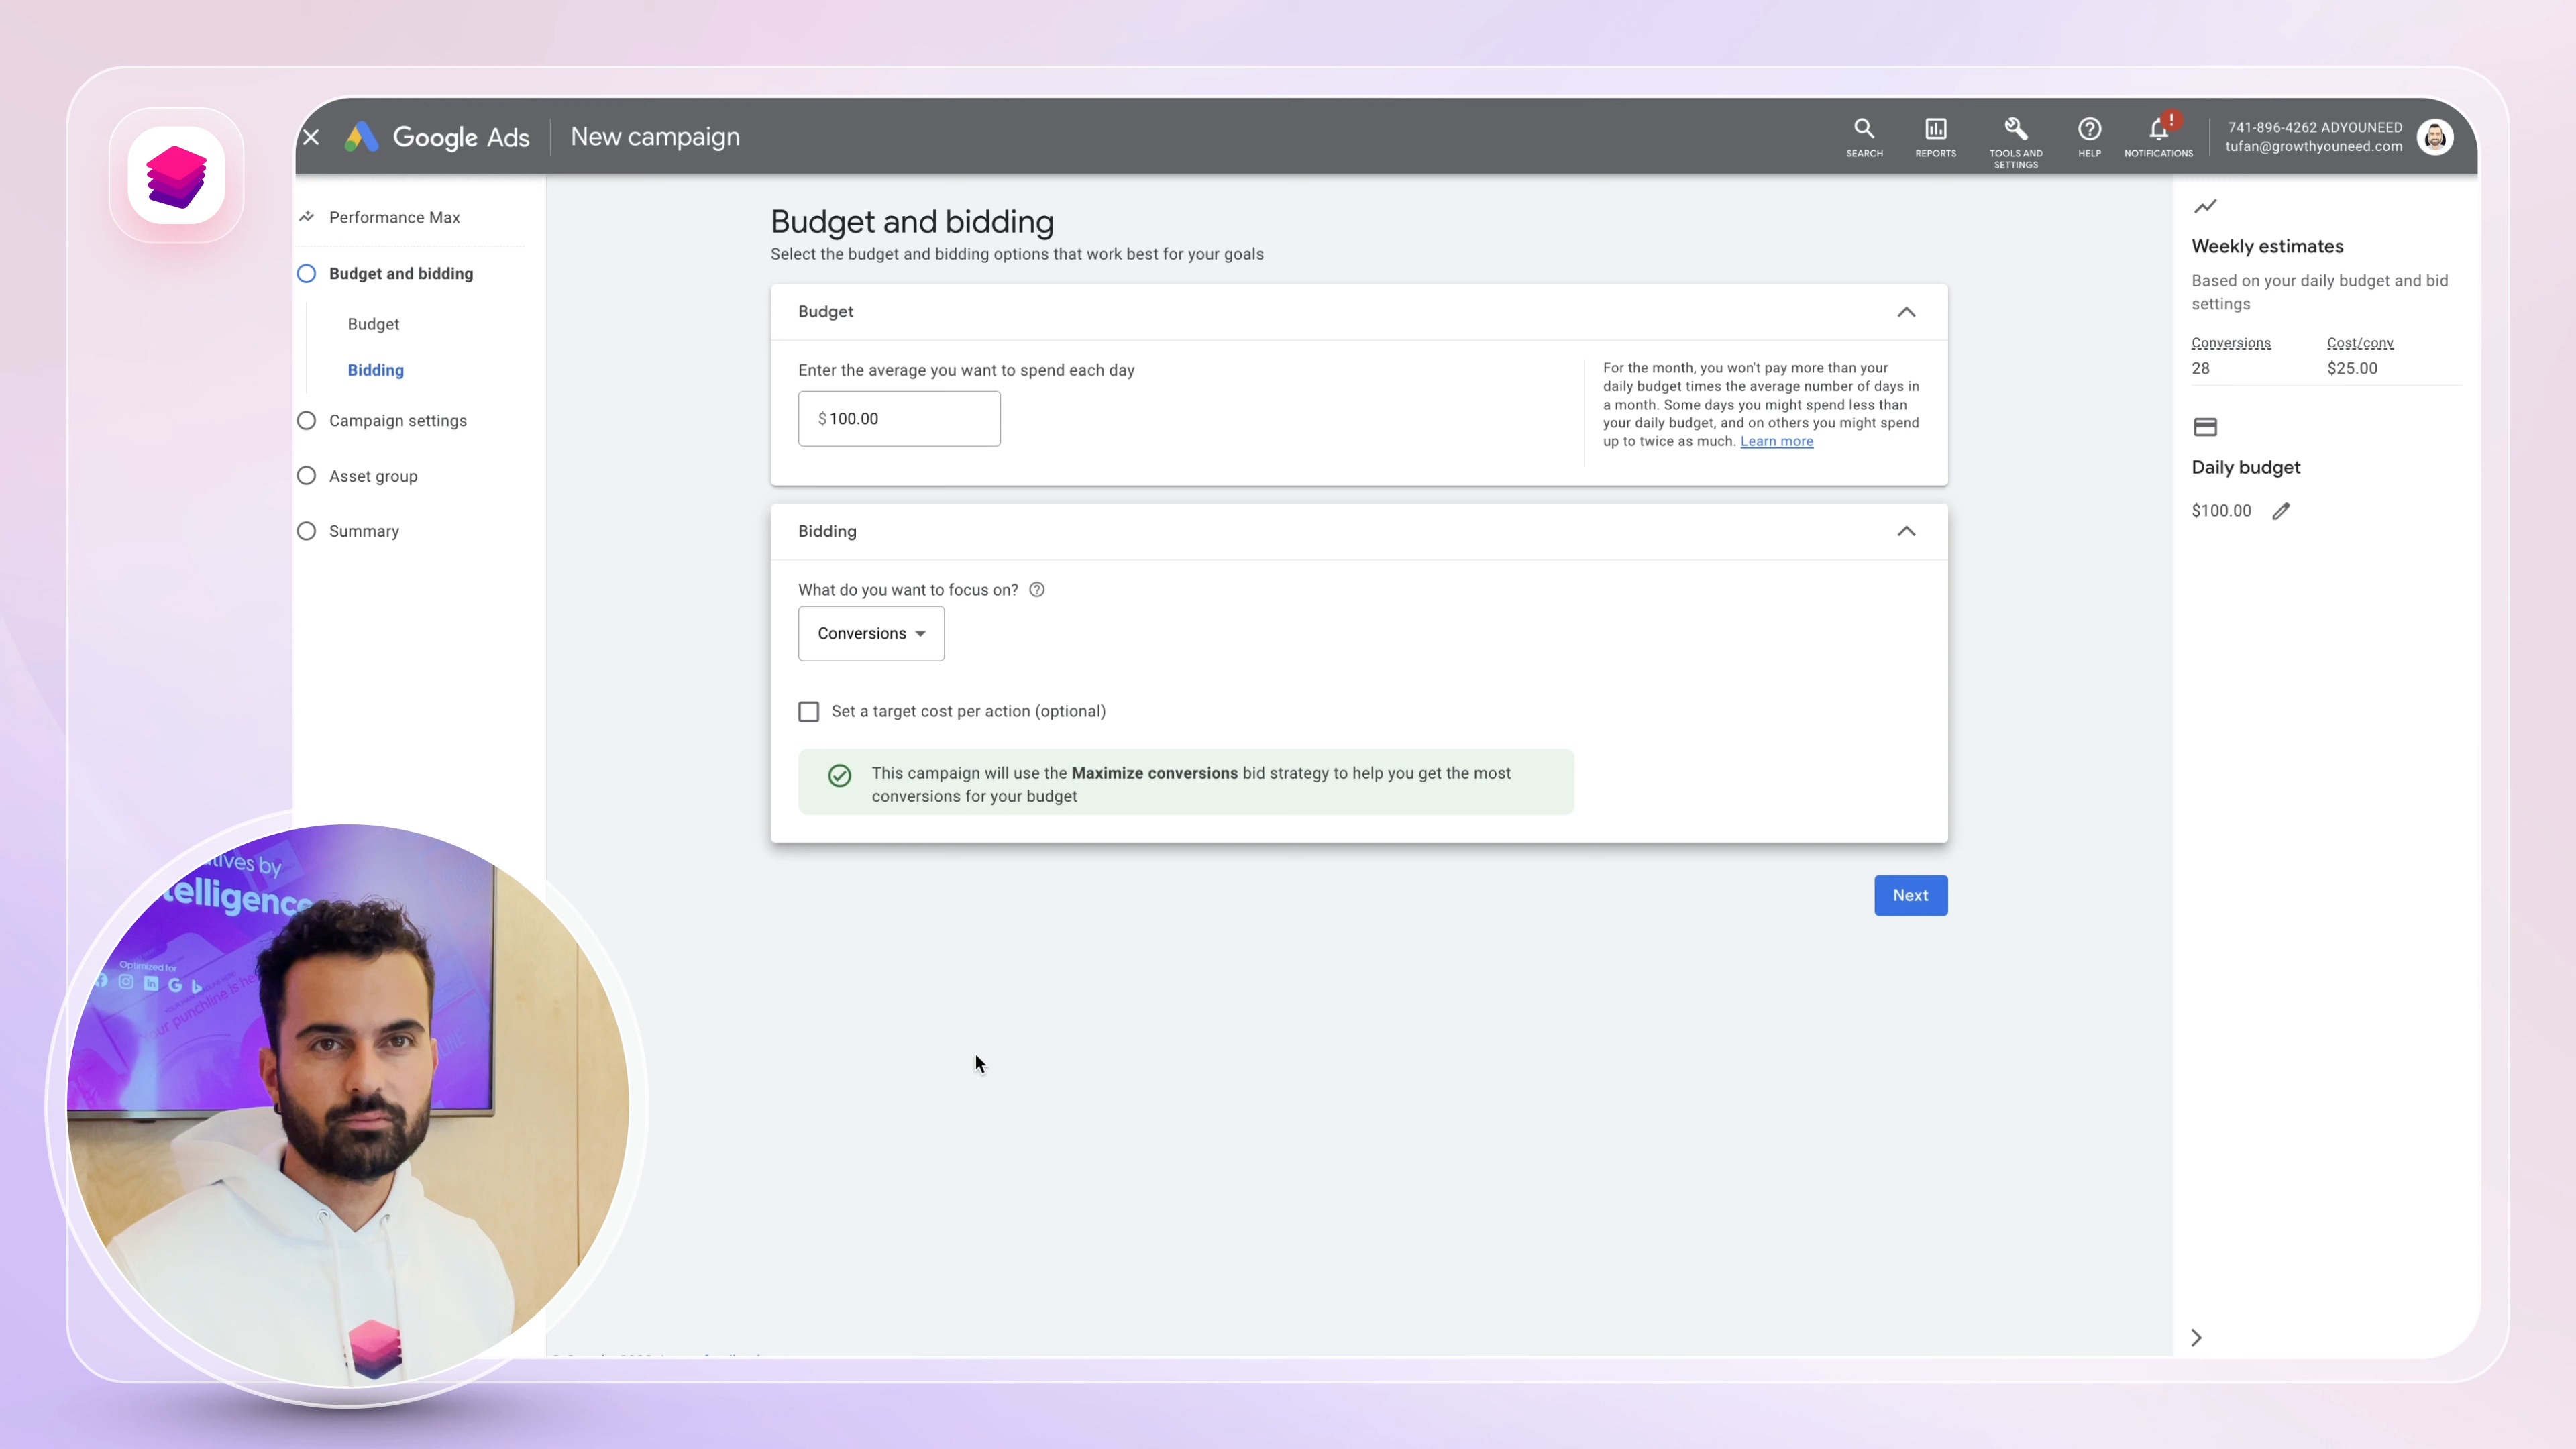 Google Ads
New campaign
SEARCH
REPORTS
TOOLS AND
SETTINGS
HELP
!
NOTIFICATIONS
741-896-4262 ADYOUNEED
tufan@growthyouneed.com
Performance Max
Budget and bidding
Budget
Bidding
Campaign settings
Asset group
Summary
Budget and bidding
Select the budget and bidding options that work best for your goals
Budget
Enter the average you want to spend each day
$ 100.00
For the month, you won't pay more than your
daily budget times the average number of days in
a month. Some days you might spend less than
your daily budget, and on others you might spend
up to twice as much. Learn more
Bidding
What do you want to focus on?
Conversions
Set a target cost per action (optional)
This campaign will use the Maximize conversions bid strategy to help you get the most
conversions for your budget
Next
Weekly estimates
Based on your daily budget and bid
settings
Conversions
Cost/conv
28
$25.00
Daily budget
$100.00
by
Optimized for
punchline is